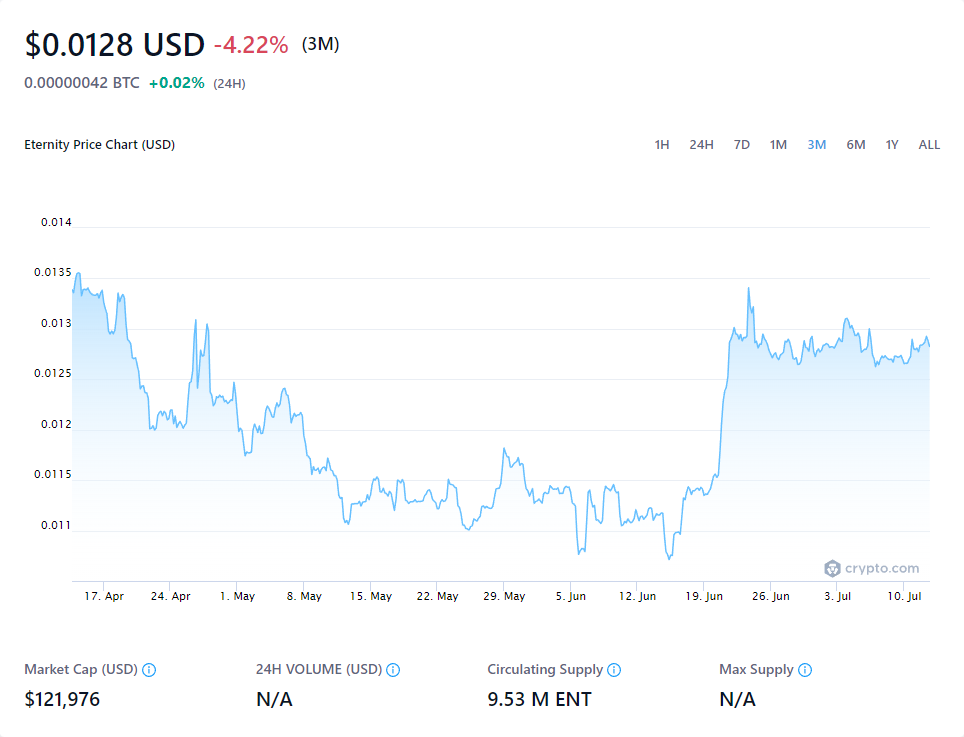 $0.0128 USD -4.22% (3M)
0.00000042 BTC +0.02% (24H)
Eternity Price Chart (USD) 1H 24H 7D 1M 3M 6M 1Y ALL
0.014
0.0135
0.013
0.0125
0.012
0.0115
0.011
crypto.com
17. Apr 24. Apr 1. May 8. May 15. May 22. May 29. May 5. Jun 12. Jun 19. Jun 26. Jun 3. Jul 10. Jul
Market Cap (USD) 24H VOLUME (USD) Circulating Supply Max Supply
$121,976 N/A 9.53 M ENT N/A